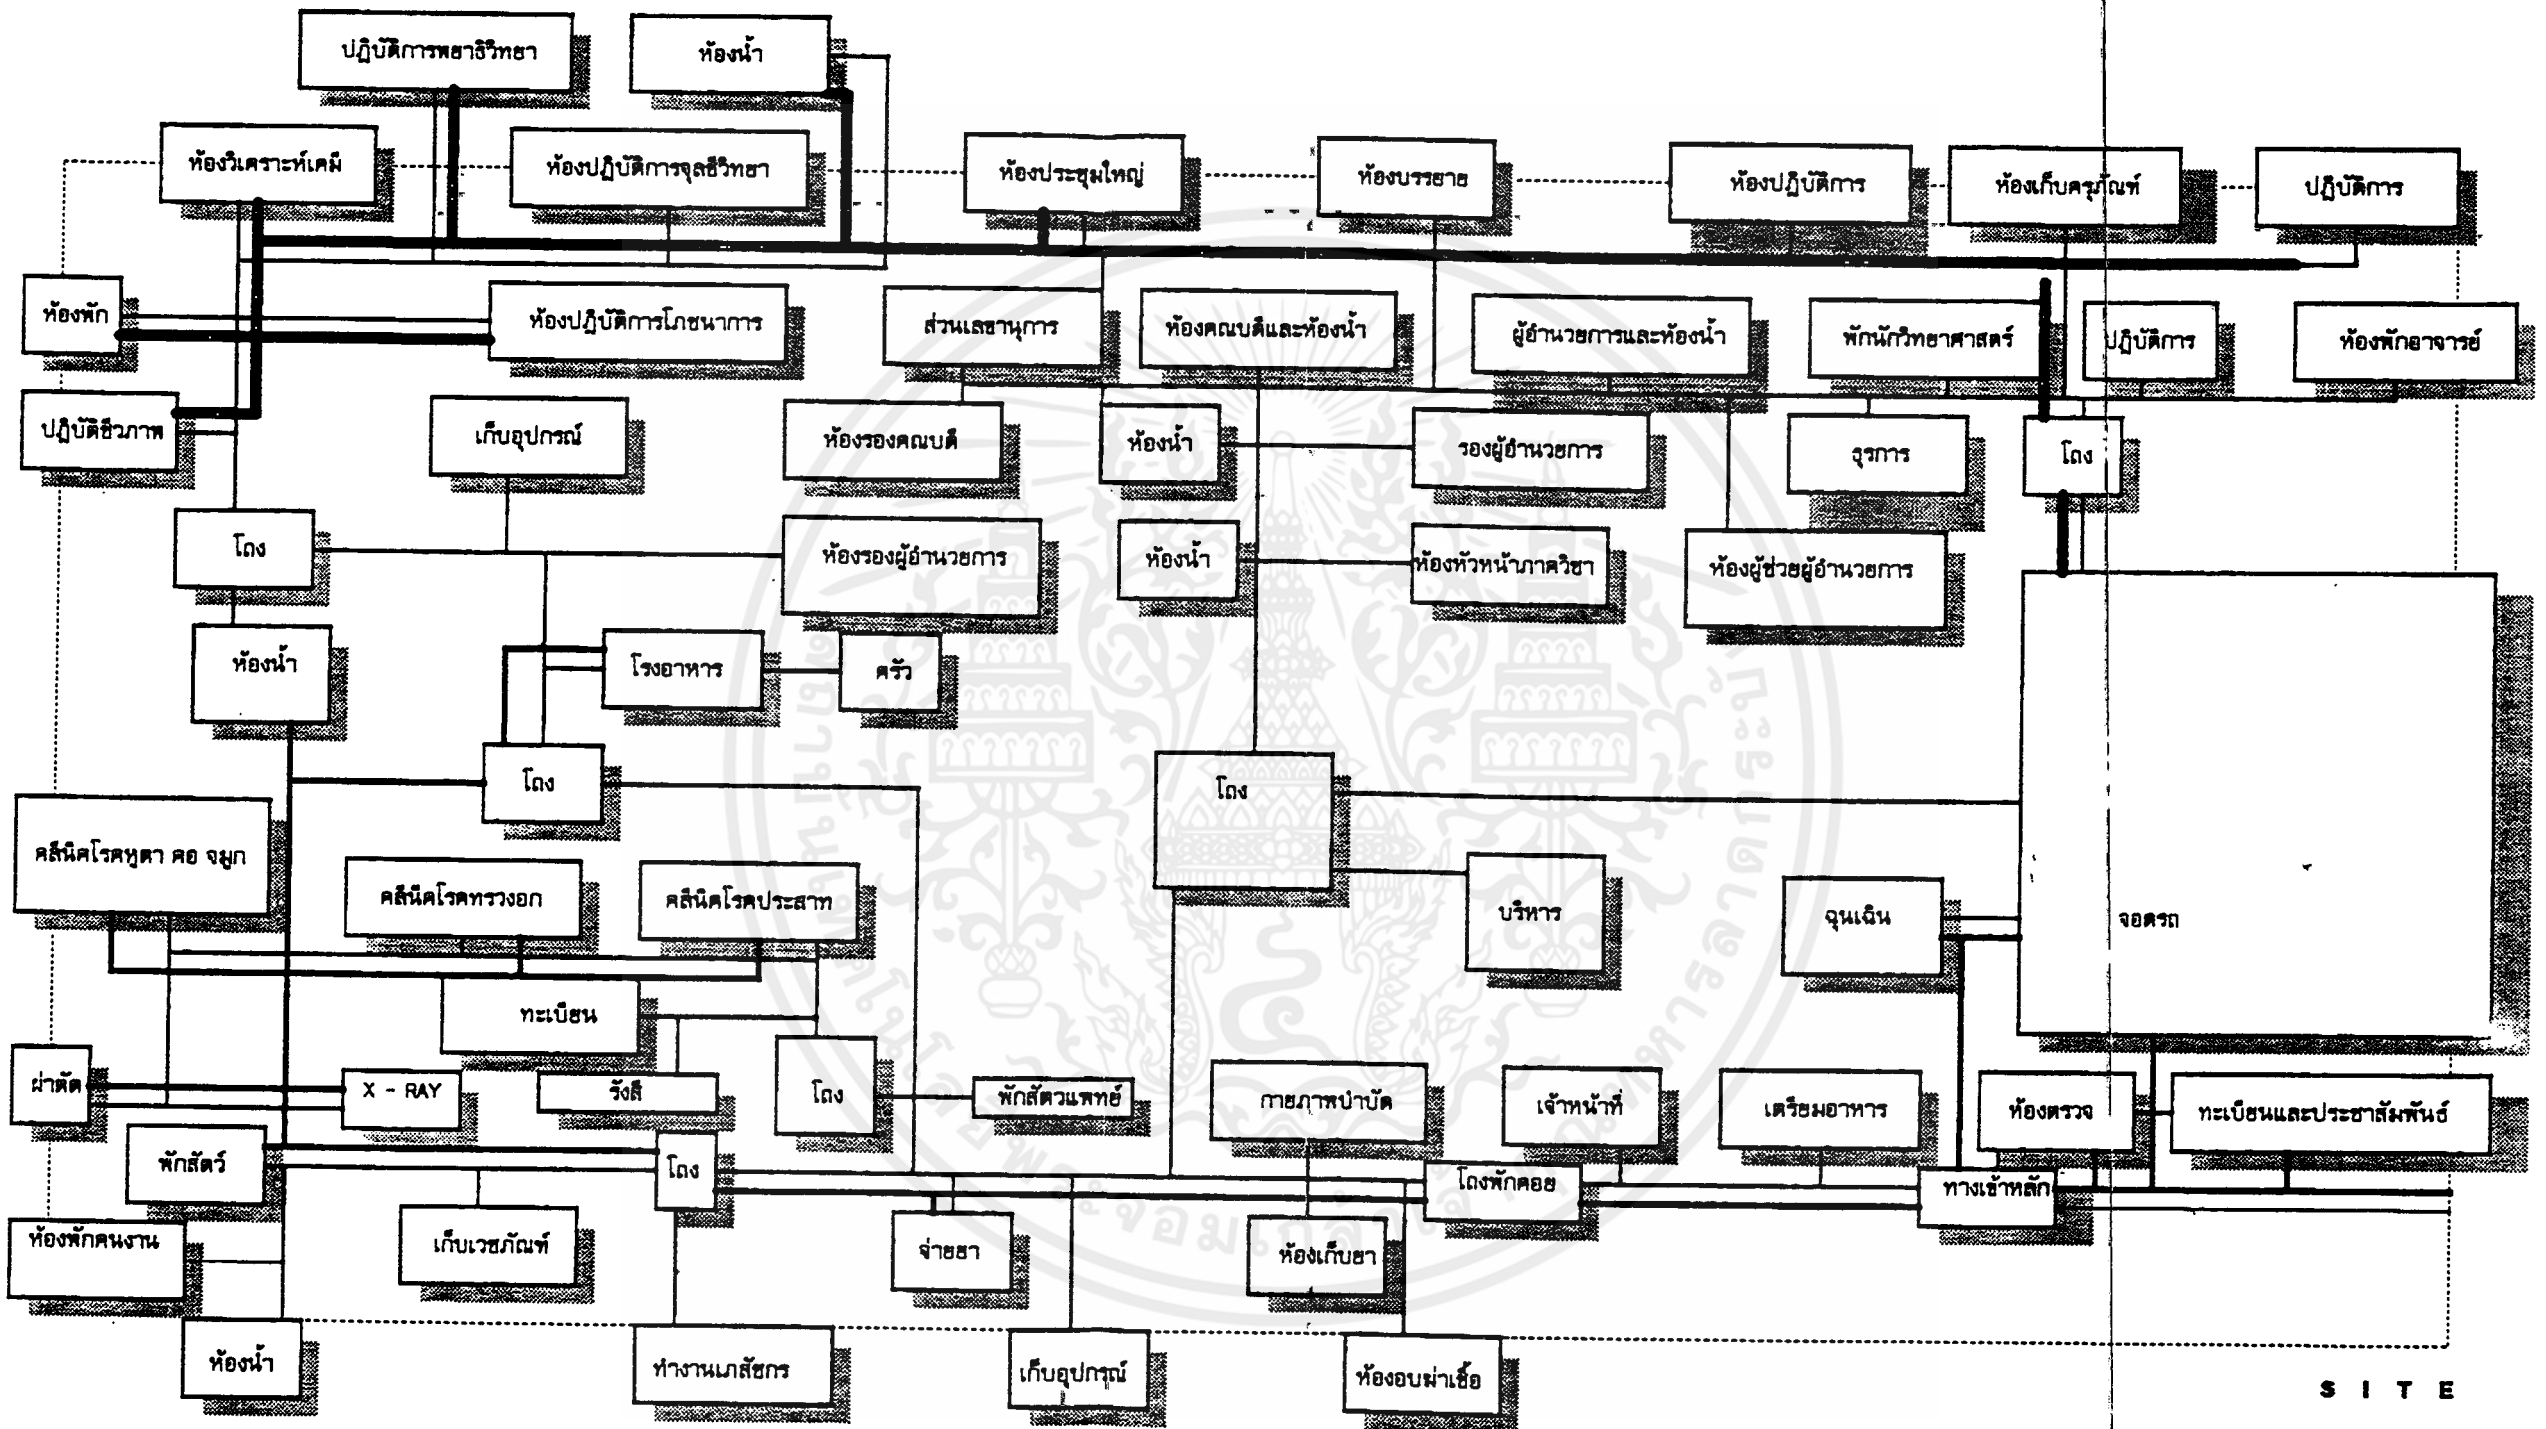 ปฏิบัติการพยาธิวิทยา
ห้องน้ำ
ห้องวิเคราะห์เคมี
ห้องปฏิบัติการจุลชีวิทยา
ห้องประชุมใหญ่
ห้องบรรยาย
ห้องปฏิบัติการ
ห้องเก็บครุภัณฑ์
ปฏิบัติการ
ห้องพัก
ห้องปฏิบัติการโภชนาการ
ส่วนเลขานุการ
ห้องคณบดีและห้องน้ำ
ผู้อำนวยการและห้องน้ำ
พักนักวิทยาศาสตร์
ปฏิบัติการ
ห้องพักอาจารย์
ปฏิบัติชีวภาพ
เก็บอุปกรณ์
ห้องรองคณบดี
ห้องน้ำ
รองผู้อำนวยการ
ธุรการ
โถง
โถง
ห้องรองผู้อำนวยการ
ห้องน้ำ
ห้องหัวหน้าภาควิชา
ห้องผู้ช่วยผู้อำนวยการ
ห้องน้ำ
โรงอาหาร
ครัว
โถง
โถง
คลีนิคโรคหูตา คอ จมูก
คลีนิคโรคทรวงอก
คลีนิคโรคประสาท
บริหาร
ฉุนเฉิน
จอดรถ
ทะเบียน
ผ่าตัด
X - RAY
รังสี
โถง
พักสัตวแพทย์
กายภาพบำบัด
เจ้าหน้าที่
เตรียมอาหาร
ห้องตรวจ
ทะเบียนและประชาสัมพันธ์
พักสัตว์
โถง
โถงพักคอย
ทางเข้าหลัก
ห้องพักคนงาน
เก็บเวชภัณฑ์
จ่ายยา
ห้องเก็บยา
ห้องน้ำ
ทำงานเภสัชกร
เก็บอุปกรณ์
ห้องอบฆ่าเชื้อ
SITE